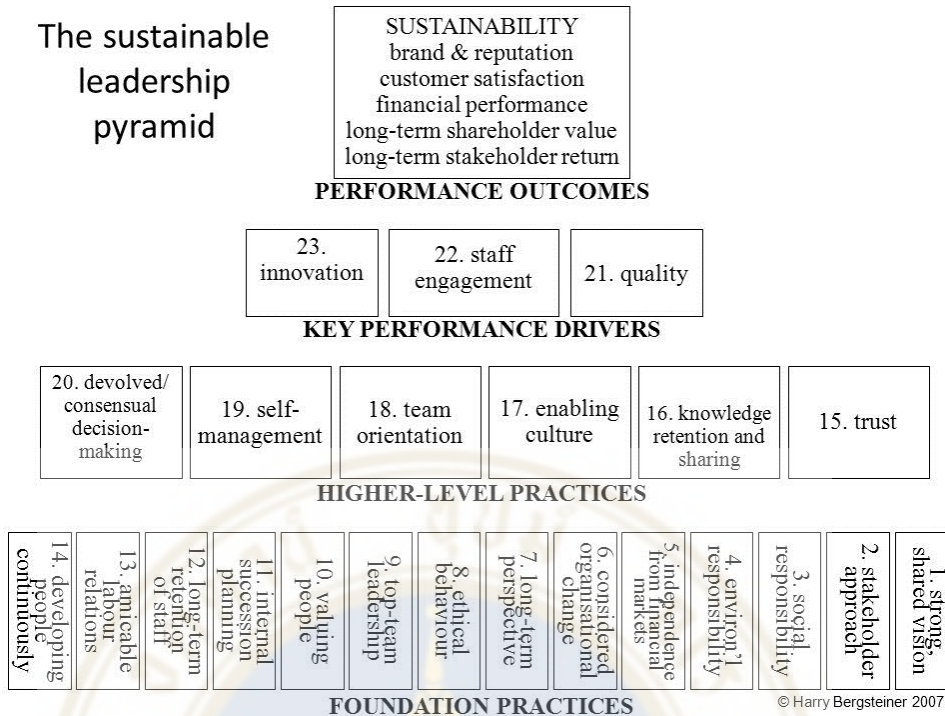 The sustainable
leadership
pyramid
SUSTAINABILITY
brand & reputation
customer satisfaction
financial performance
long-term shareholder value
long-term stakeholder return
PERFORMANCE OUTCOMES
23.
innovation
22. staff
engagement
21. quality
KEY PERFORMANCE DRIVERS
20. devolved/
consensual
decision-
making
19. self-
management
18. team
orientation
17. enabling
culture
16. knowledge
retention and
sharing
15. trust
HIGHER-LEVEL PRACTICES
14. developing
people
continuously
13. amicable
labour
relations
12. long-term
retention
of staff
11. internal
succession
planning
10. valuing
people
9. top-team
leadership
8. ethical
behaviour
7. long-term
perspective
6. considered
organisational
change
5. independence
from financial
markets
4. environ'l
responsibility
3. social
responsibility
2. stakeholder
approach
1. strong,
shared vision
FOUNDATION PRACTICES
© Harry Bergsteiner 2007